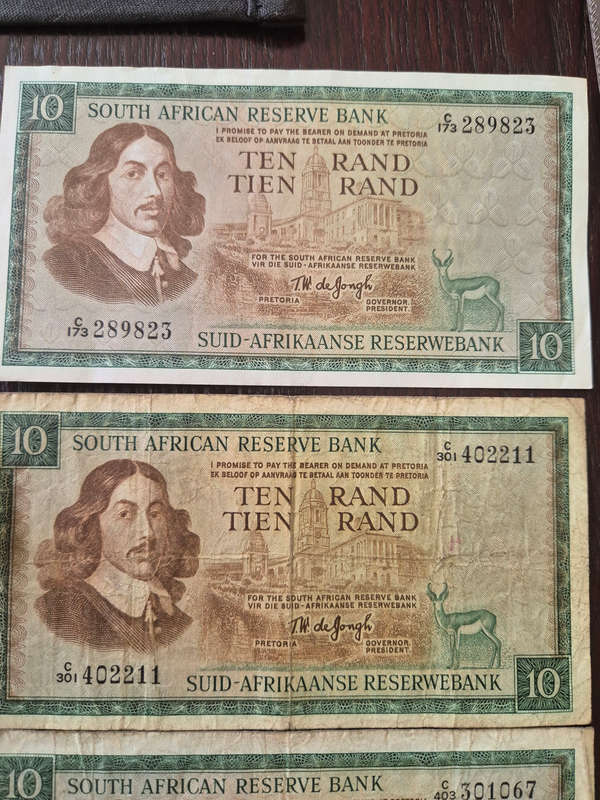 10
SOUTH AFRICAN RESERVE BANK
C/173 289823
I PROMISE TO PAY THE BEARER ON DEMAND AT PRETORIA
EK BELOOF OP AANVRAAG TE BETAAL AAN TOONDER TE PRETORIA
TEN RAND
TIEN RAND
FOR THE SOUTH AFRICAN RESERVE BANK
VIR DIE SUID-AFRIKAANSE RESERWEBANK
T.W. de Jongh
PRETORIA
GOVERNOR.
PRESIDENT.
C/173 289823
SUID-AFRIKAANSE RESERWEBANK
10
10
SOUTH AFRICAN RESERVE BANK
C/301 402211
I PROMISE TO PAY THE BEARER ON DEMAND AT PRETORIA
EK BELOOF OP AANVRAAG TE BETAAL AAN TOONDER TE PRETORIA
TEN RAND
TIEN RAND
FOR THE SOUTH AFRICAN RESERVE BANK
VIR DIE SUID-AFRIKAANSE RESERWEBANK
T.W. de Jongh
PRETORIA
GOVERNOR.
PRESIDENT.
C/301 402211
SUID-AFRIKAANSE RESERWEBANK
10
10
SOUTH AFRICAN RESERVE BANK
C/403 301067